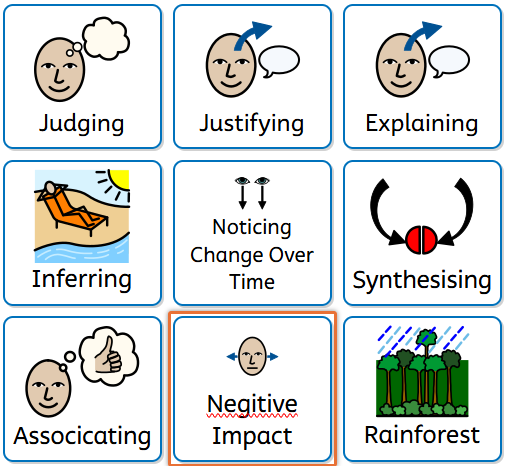 Judging
Justifying
Explaining
Inferring
Noticing
Change Over
Time
Synthesising
Associcating
Negitive
Impact
Rainforest